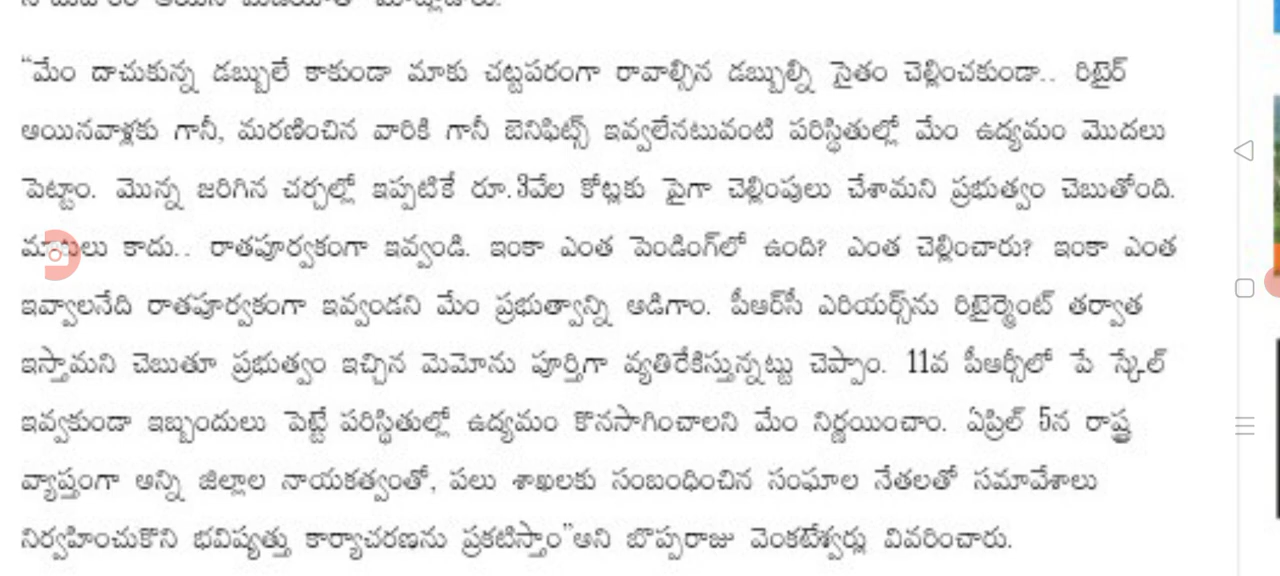 “మేం దాచుకున్న డబ్బులే కాకుండా మాకు చట్టపరంగా రావాల్సిన డబ్బుల్ని సైతం చెల్లించకుండా.. రిటైర్
అయినవాళ్లకు గానీ, మరణించిన వారికి గానీ బెనిఫిట్స్ ఇవ్వలేనటువంటి పరిస్థితుల్లో మేం ఉద్యమం మొదలు
పెట్టాం. మొన్న జరిగిన చర్చల్లో ఇప్పటికే రూ.3వేల కోట్లకు పైగా చెల్లింపులు చేశామని ప్రభుత్వం చెబుతోంది.
కాదు.. రాతపూర్వకంగా ఇవ్వండి. ఇంకా ఎంత పెండింగ్‌లో ఉంది? ఎంత చెల్లించారు? ఇంకా ఎంత
ఇవ్వాలనేది రాతపూర్వకంగా ఇవ్వండని మేం ప్రభుత్వాన్ని అడిగాం. పీఆర్‌సీ ఎరియర్స్‌ను రిటైర్మెంట్ తర్వాత
ఇస్తామని చెబుతూ ప్రభుత్వం ఇచ్చిన మెమోను పూర్తిగా వ్యతిరేకిస్తున్నట్టు చెప్పాం. 11వ పీఆర్సీలో పే స్కేల్
ఇవ్వకుండా ఇబ్బందులు పెట్టే పరిస్థితుల్లో ఉద్యమం కొనసాగించాలని మేం నిర్ణయించాం. ఏప్రిల్ 5న రాష్ట్ర
వ్యాప్తంగా అన్ని జిల్లాల నాయకత్వంతో, పలు శాఖలకు సంబంధించిన సంఘాల నేతలతో సమావేశాలు
నిర్వహించుకొని భవిష్యత్తు కార్యాచరణను ప్రకటిస్తాం”అని బొప్పరాజు వెంకటేశ్వర్లు వివరించారు.